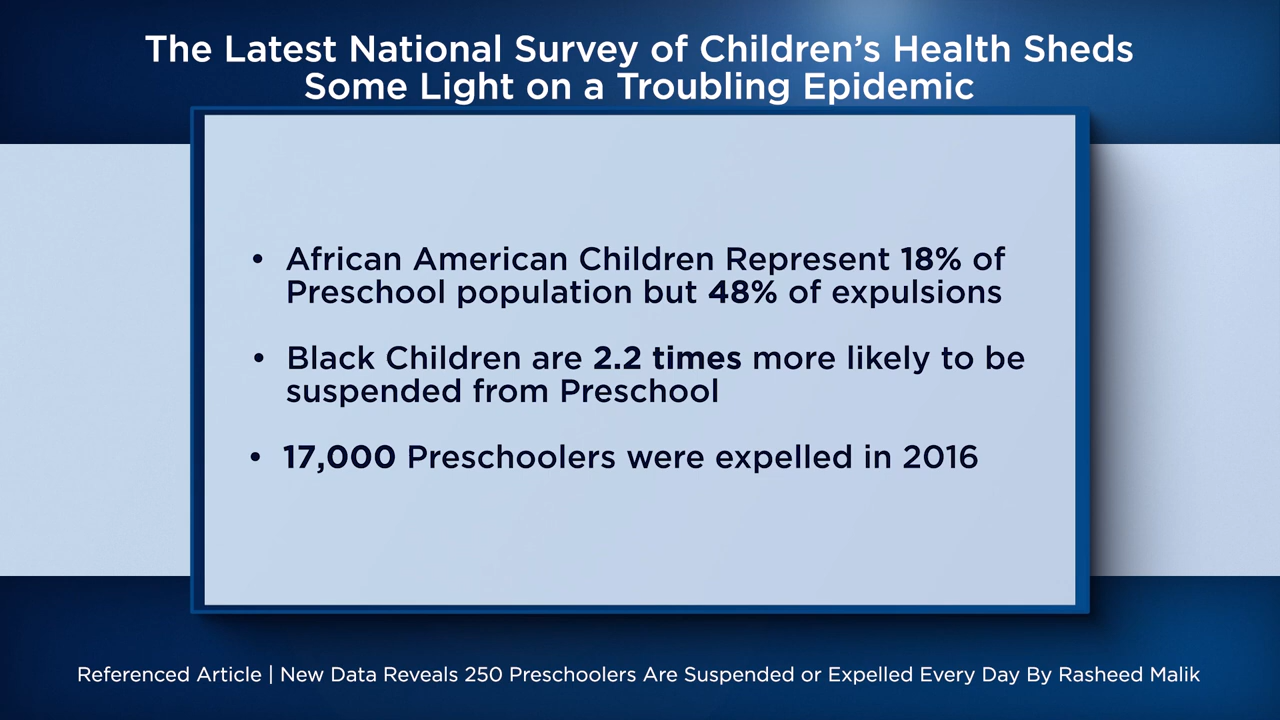 The Latest National Survey of Children's Health Sheds
Some Light on a Troubling Epidemic
• African American Children Represent 18% of
Preschool population but 48% of expulsions
• Black Children are 2.2 times more likely to be
suspended from Preschool
• 17,000 Preschoolers were expelled in 2016
Referenced Article | New Data Reveals 250 Preschoolers Are Suspended or Expelled Every Day By Rasheed Malik